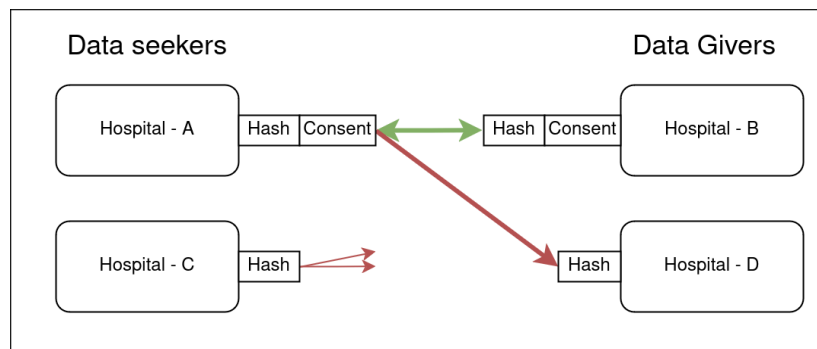 Data seekers
Data Givers
Hospital - A
Hash
Consent
Hash
Consent
Hospital - B
Hospital - C
Hash
Hash
Hospital - D